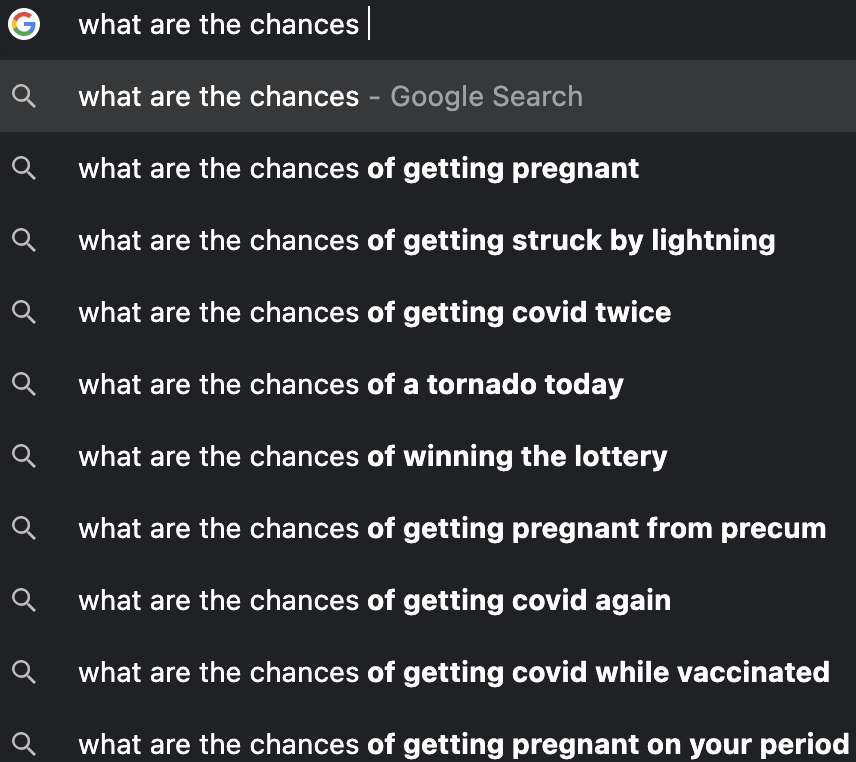 what are the chances
what are the chances - Google Search
what are the chances of getting pregnant
what are the chances of getting struck by lightning
what are the chances of getting covid twice
what are the chances of a tornado today
what are the chances of winning the lottery
what are the chances of getting pregnant from precum
what are the chances of getting covid again
what are the chances of getting covid while vaccinated
what are the chances of getting pregnant on your period